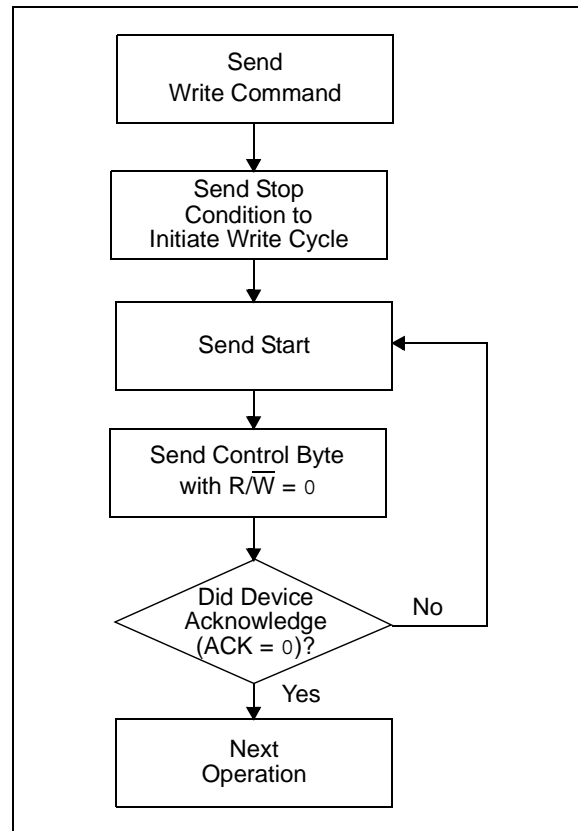 Send
Write Command
Send Stop
Condition to
Initiate Write Cycle
Send Start
Send Control Byte
with R/W̅ = 0
Did Device
Acknowledge
(ACK = 0)?
No
Yes
Next
Operation